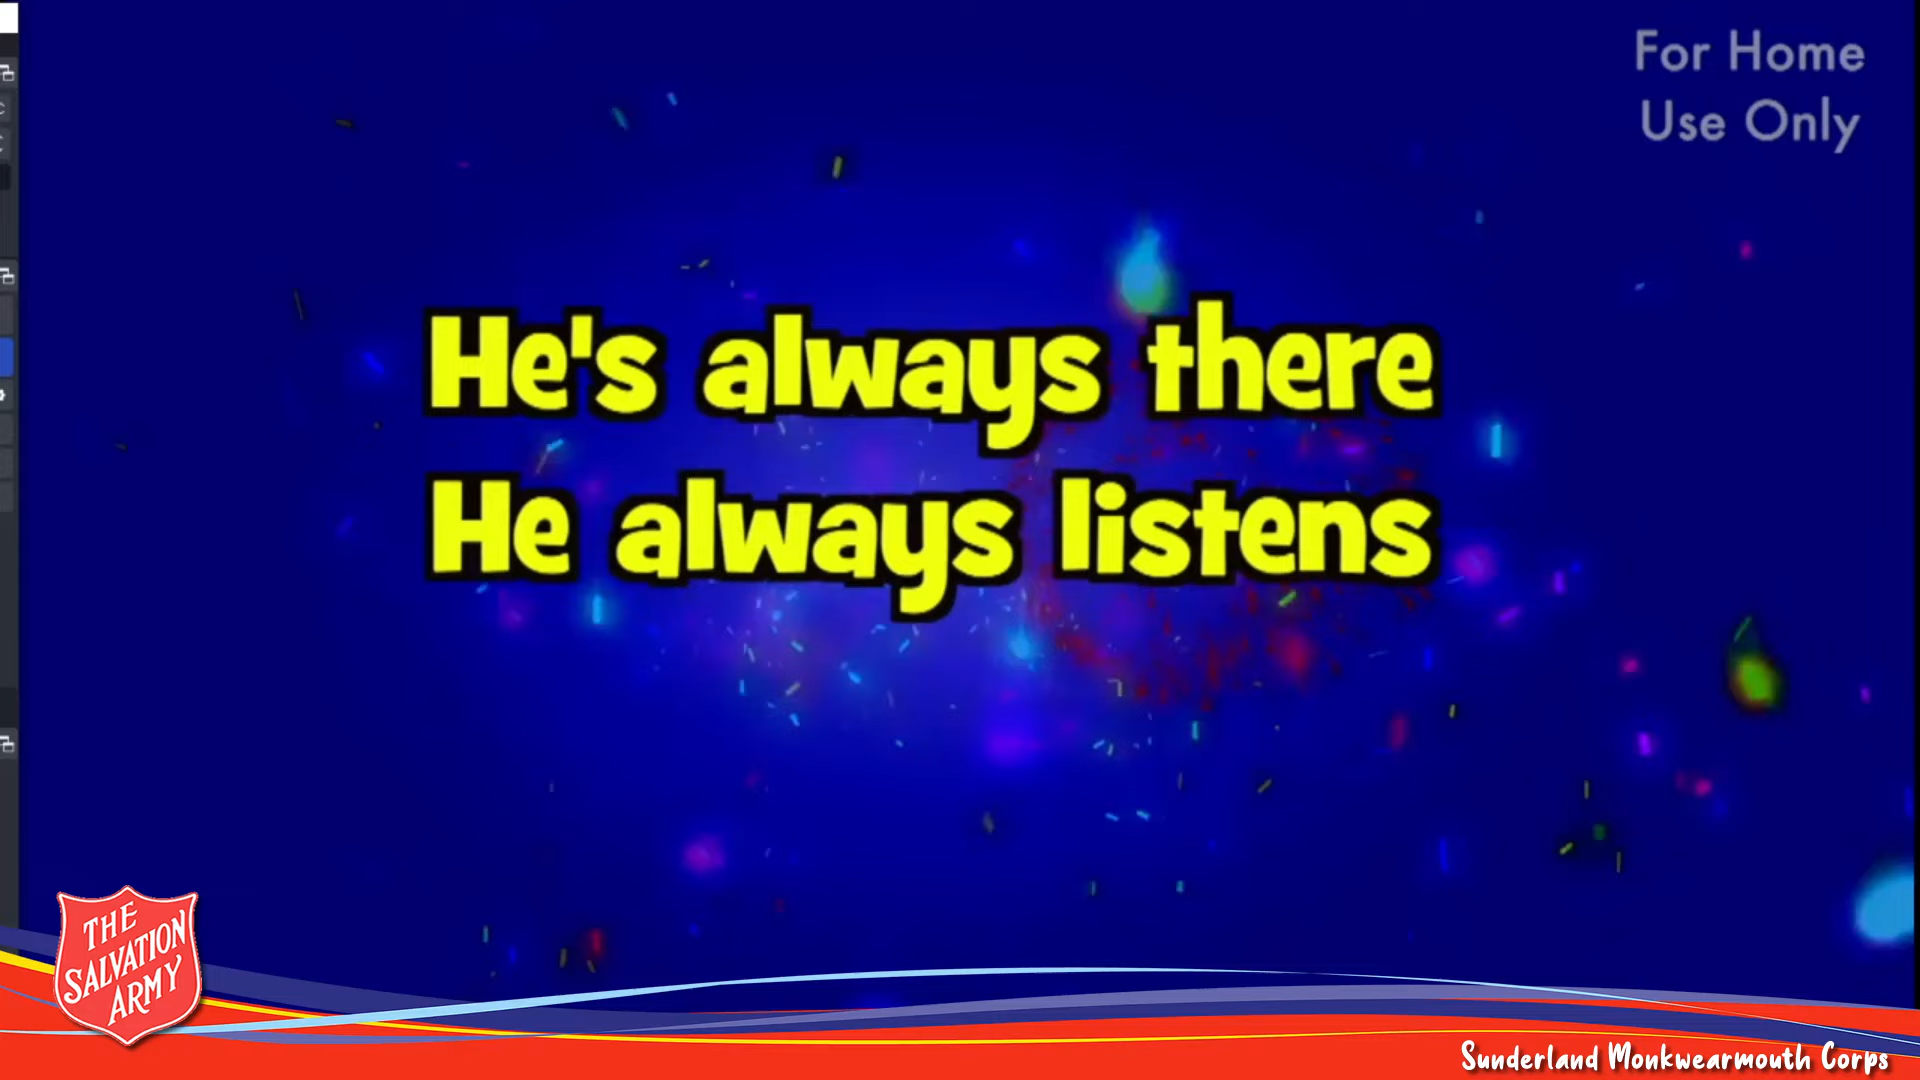 For Home
Use Only
He's always there
He always listens
THE
SALVATION
ARMY
Sunderland Monkwearmouth Corps